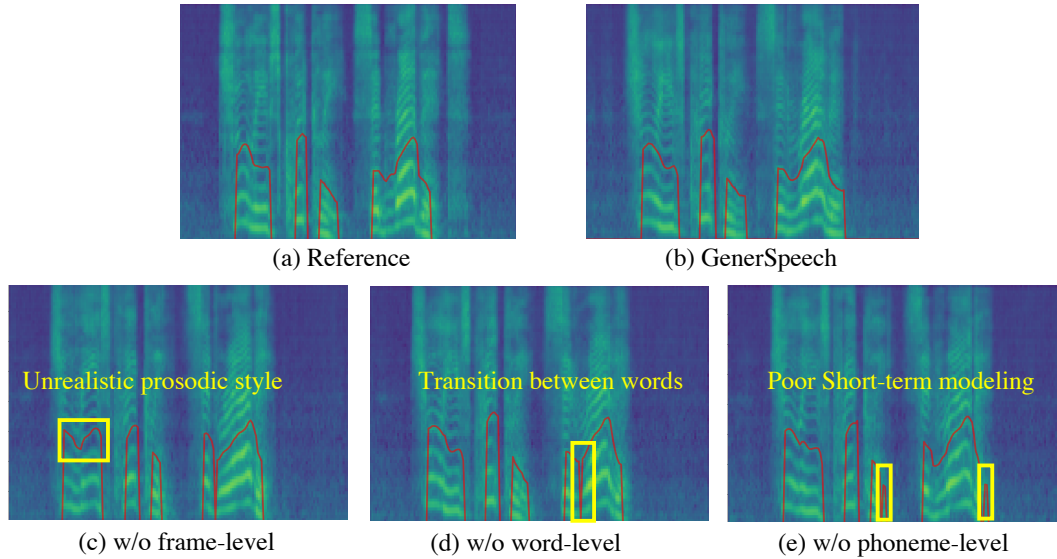 (a) Reference
(b) GenerSpeech
Unrealistic prosodic style
Transition between words
Poor Short-term modeling
(c) w/o frame-level
(d) w/o word-level
(e) w/o phoneme-level